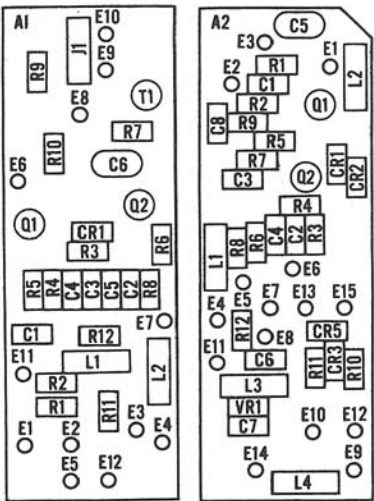 A1
E10
J1
E9
R9
T1
E8
R7
R10
C6
E6
Q2
Q1
CR1
R3
R6
R5 R4 C4 C3 C5 C2 R8
E7
C1
R12
L1
E11
L2
R2
R1
R11
E3
E1
E2
E4
E5
E12
A2
C5
E3
E1
R1
L2
E2
C1
R2
Q1
C8
R9
R5
R7
CR1
CR2
C3
Q2
R4
L1
R8
R6
C4
C2
R3
E6
E5
E4
E7
E13
E15
R12
E8
CR5
E11
C6
R11
CR3
R10
L3
VR1
C7
E10
E12
E14
E9
L4